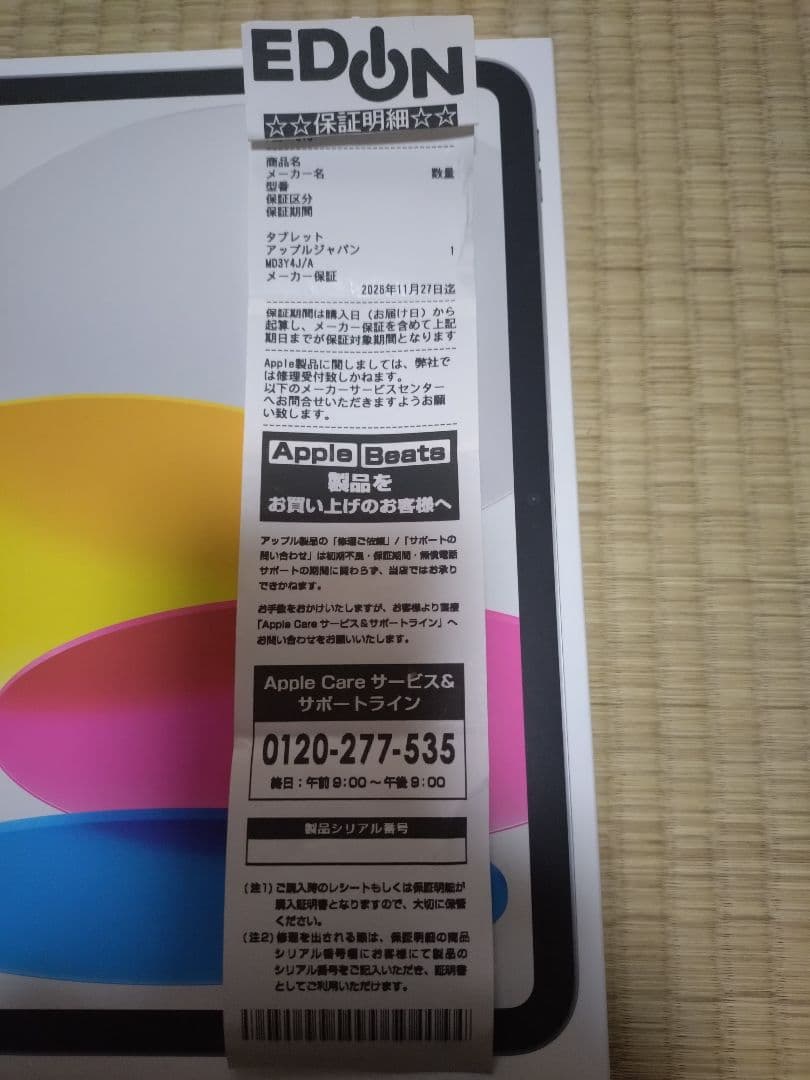 EDION
☆☆保証明細☆☆
商品名
メーカー名 数量
型番
保証区分
保証期間
タブレット
アップルジャパン 1
MD3Y4J/A
メーカー保証
2026年11月27日迄
保証期間は購入日(お届け日)から
起算し、メーカー保証を含めて上記
期日までが保証対象期間となります
Apple製品に関しましては、弊社で
は修理受付致しかねます。
以下のメーカーサービスセンター
へお問合せいただきますようお願
い致します。
Apple Beats
製品を
お買い上げのお客様へ
アップル製品の「修理ご依頼」/「サポートの
問い合わせ」は初期不良・保証期間・無償電話
サポートの期間に関わらず、当店ではお承り
できかねます。
お手数をおかけいたしますが、お客様より直接
「Apple Care サービス&サポートライン」へ
お問い合わせをお願いいたします。
Apple Care サービス&
サポートライン
0120-277-535
終日:午前9:00～午後9:00
製品シリアル番号
(注1)ご購入時のレシートもしくは保証明細が
購入証明書となりますので、大切に保管
ください。
(注2)修理を出される際は、保証明細の商品
シリアル番号欄にお客様にて製品の
シリアル番号をご記入いただき、証明書
としてご利用いただけます。